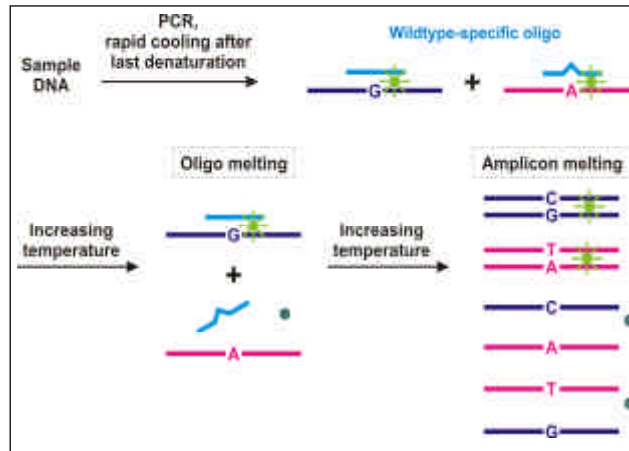 PCR,
rapid cooling after
last denaturation
Wildtype-specific oligo
Sample
DNA
G
+
A
Oligo melting
Amplicon melting
Increasing
temperature
G
+
A
Increasing
temperature
C
G
T
A
C
A
T
G